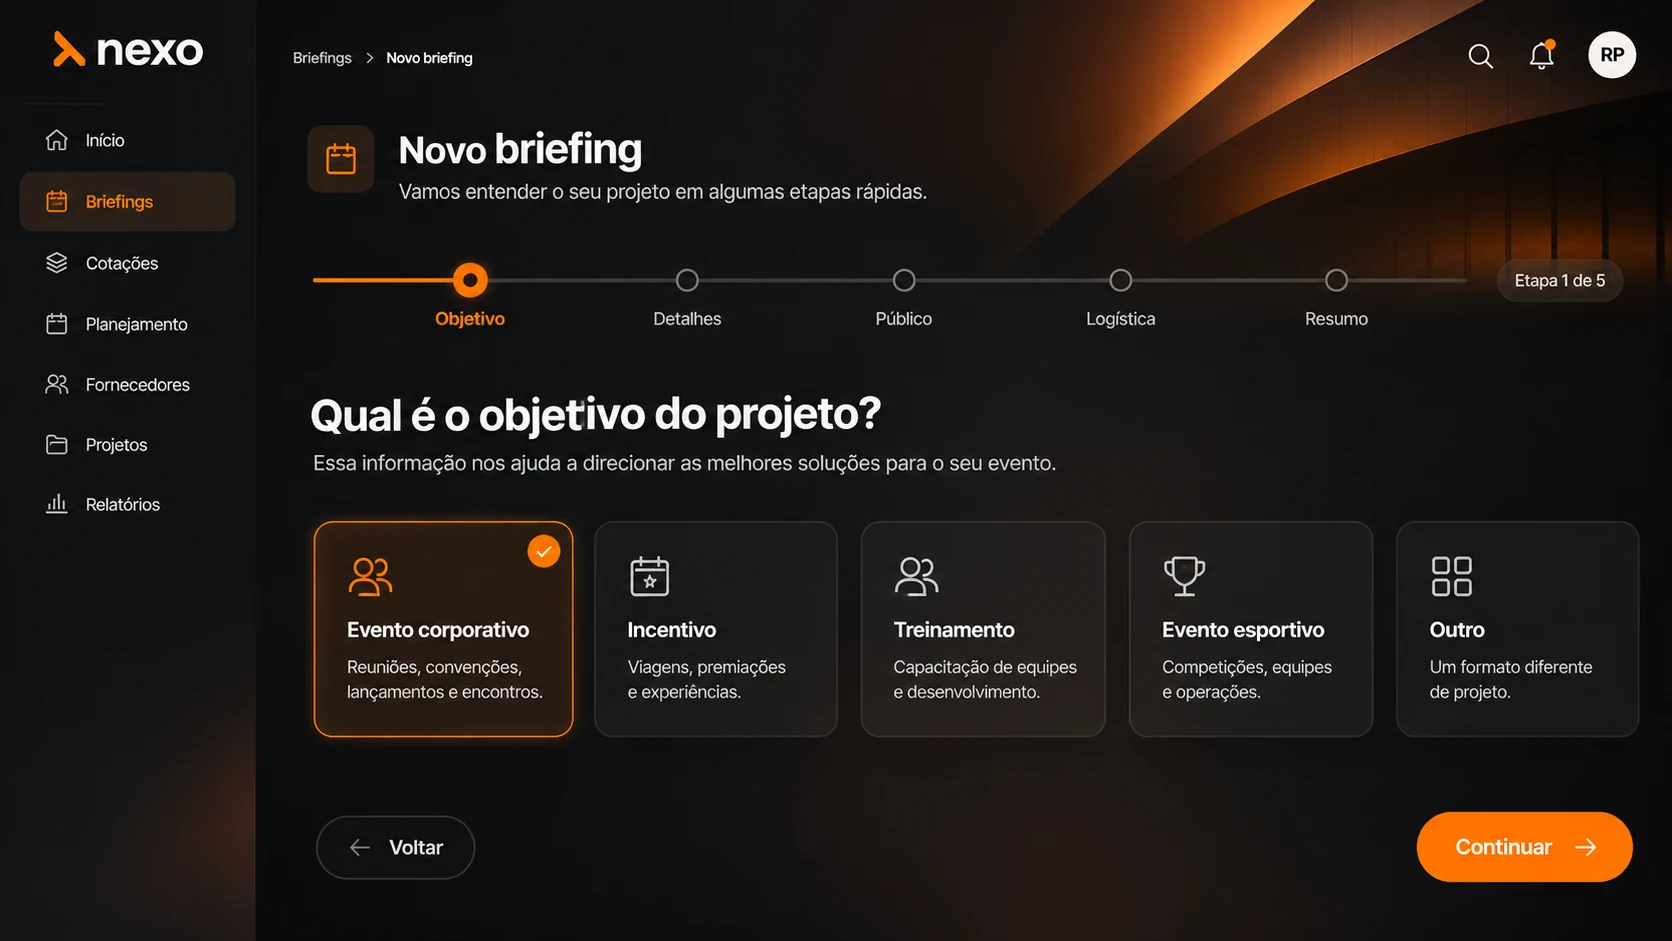 nexo
Início
Briefings
Cotações
Planejamento
Fornecedores
Projetos
Relatórios
Briefings > Novo briefing
RP
Novo briefing
Vamos entender o seu projeto em algumas etapas rápidas.
Objetivo
Detalhes
Público
Logística
Resumo
Etapa 1 de 5
Qual é o objetivo do projeto?
Essa informação nos ajuda a direcionar as melhores soluções para o seu evento.
Evento corporativo
Reuniões, convenções,
lançamentos e encontros.
Incentivo
Viagens, premiações
e experiências.
Treinamento
Capacitação de equipes
e desenvolvimento.
Evento esportivo
Competições, equipes
e operações.
Outro
Um formato diferente
de projeto.
Voltar
Continuar